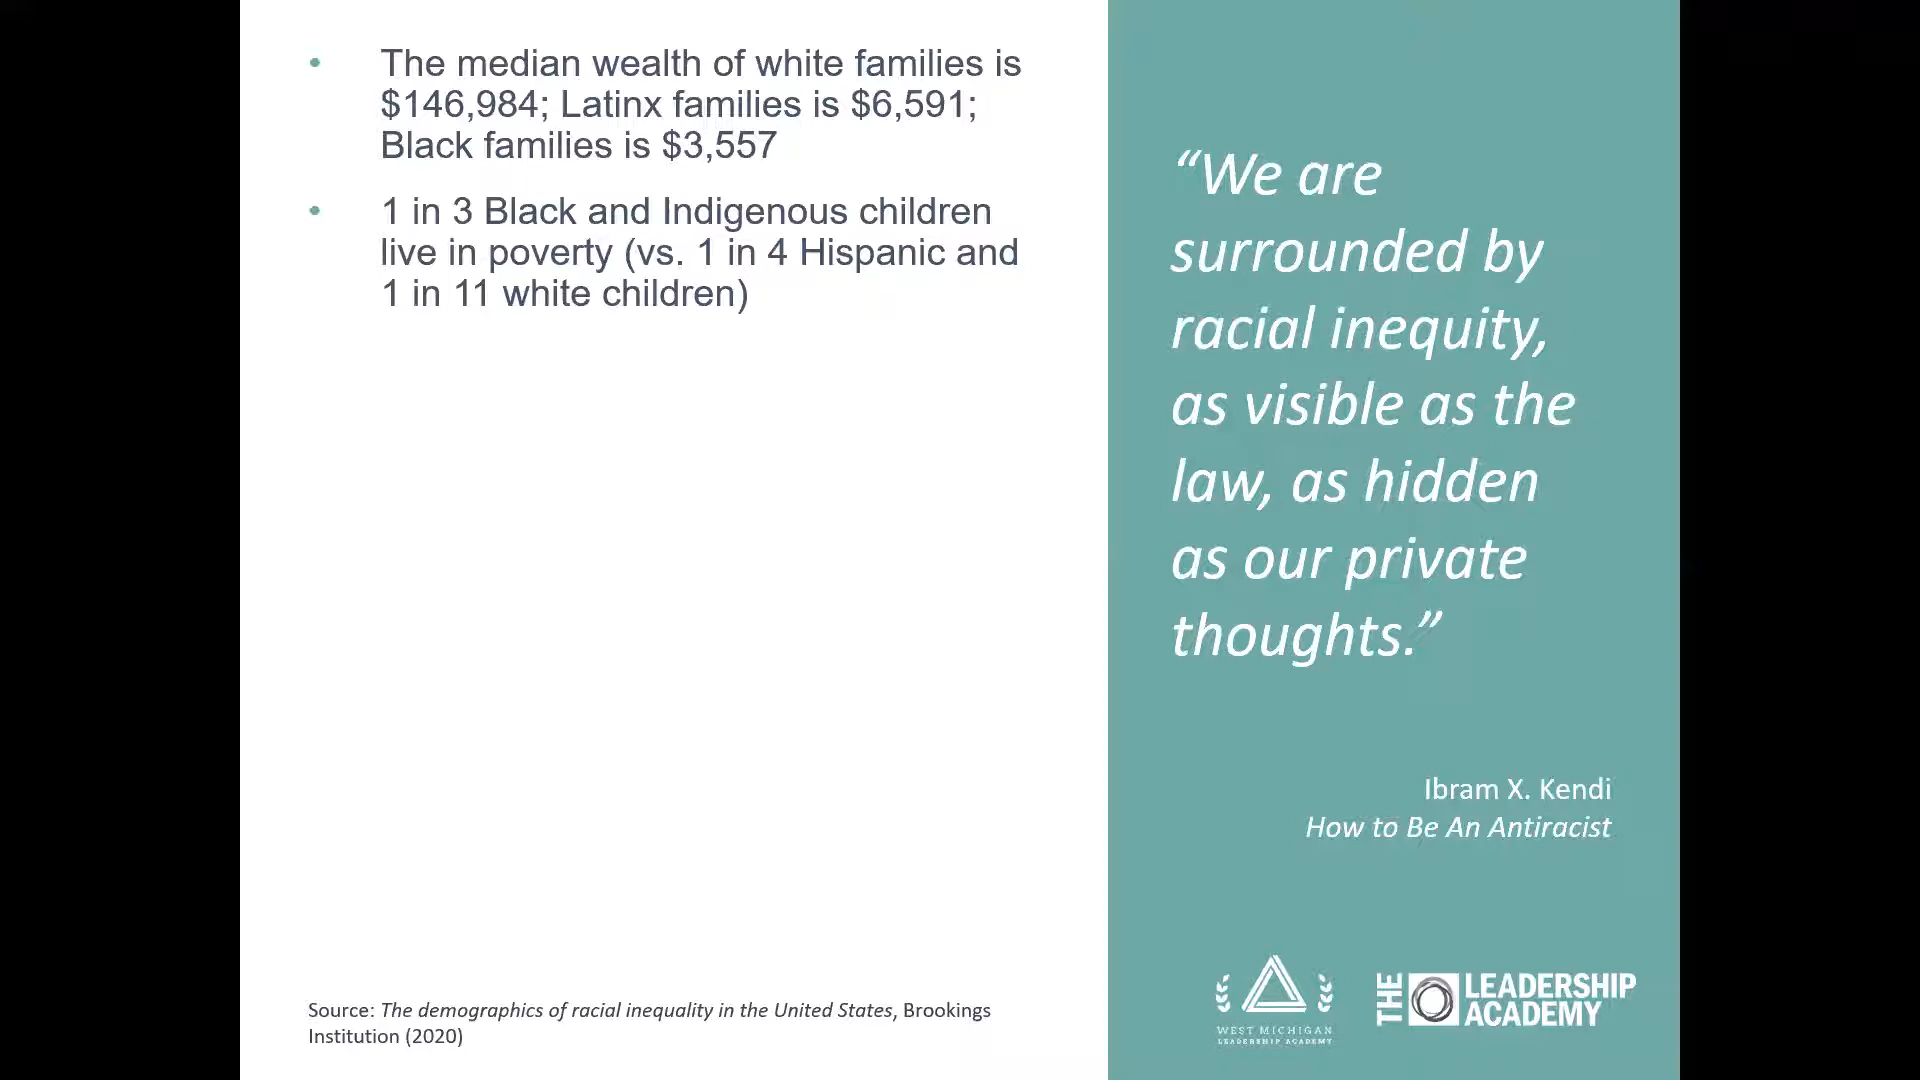 • The median wealth of white families is
$146,984; Latinx families is $6,591;
Black families is $3,557
• 1 in 3 Black and Indigenous children
live in poverty (vs. 1 in 4 Hispanic and
1 in 11 white children)
Source: The demographics of racial inequality in the United States, Brookings
Institution (2020)
“We are
surrounded by
racial inequity,
as visible as the
law, as hidden
as our private
thoughts.”
Ibram X. Kendi
How to Be An Antiracist
WEST MICHIGAN
LEADERSHIP ACADEMY
THE
LEADERSHIP
ACADEMY